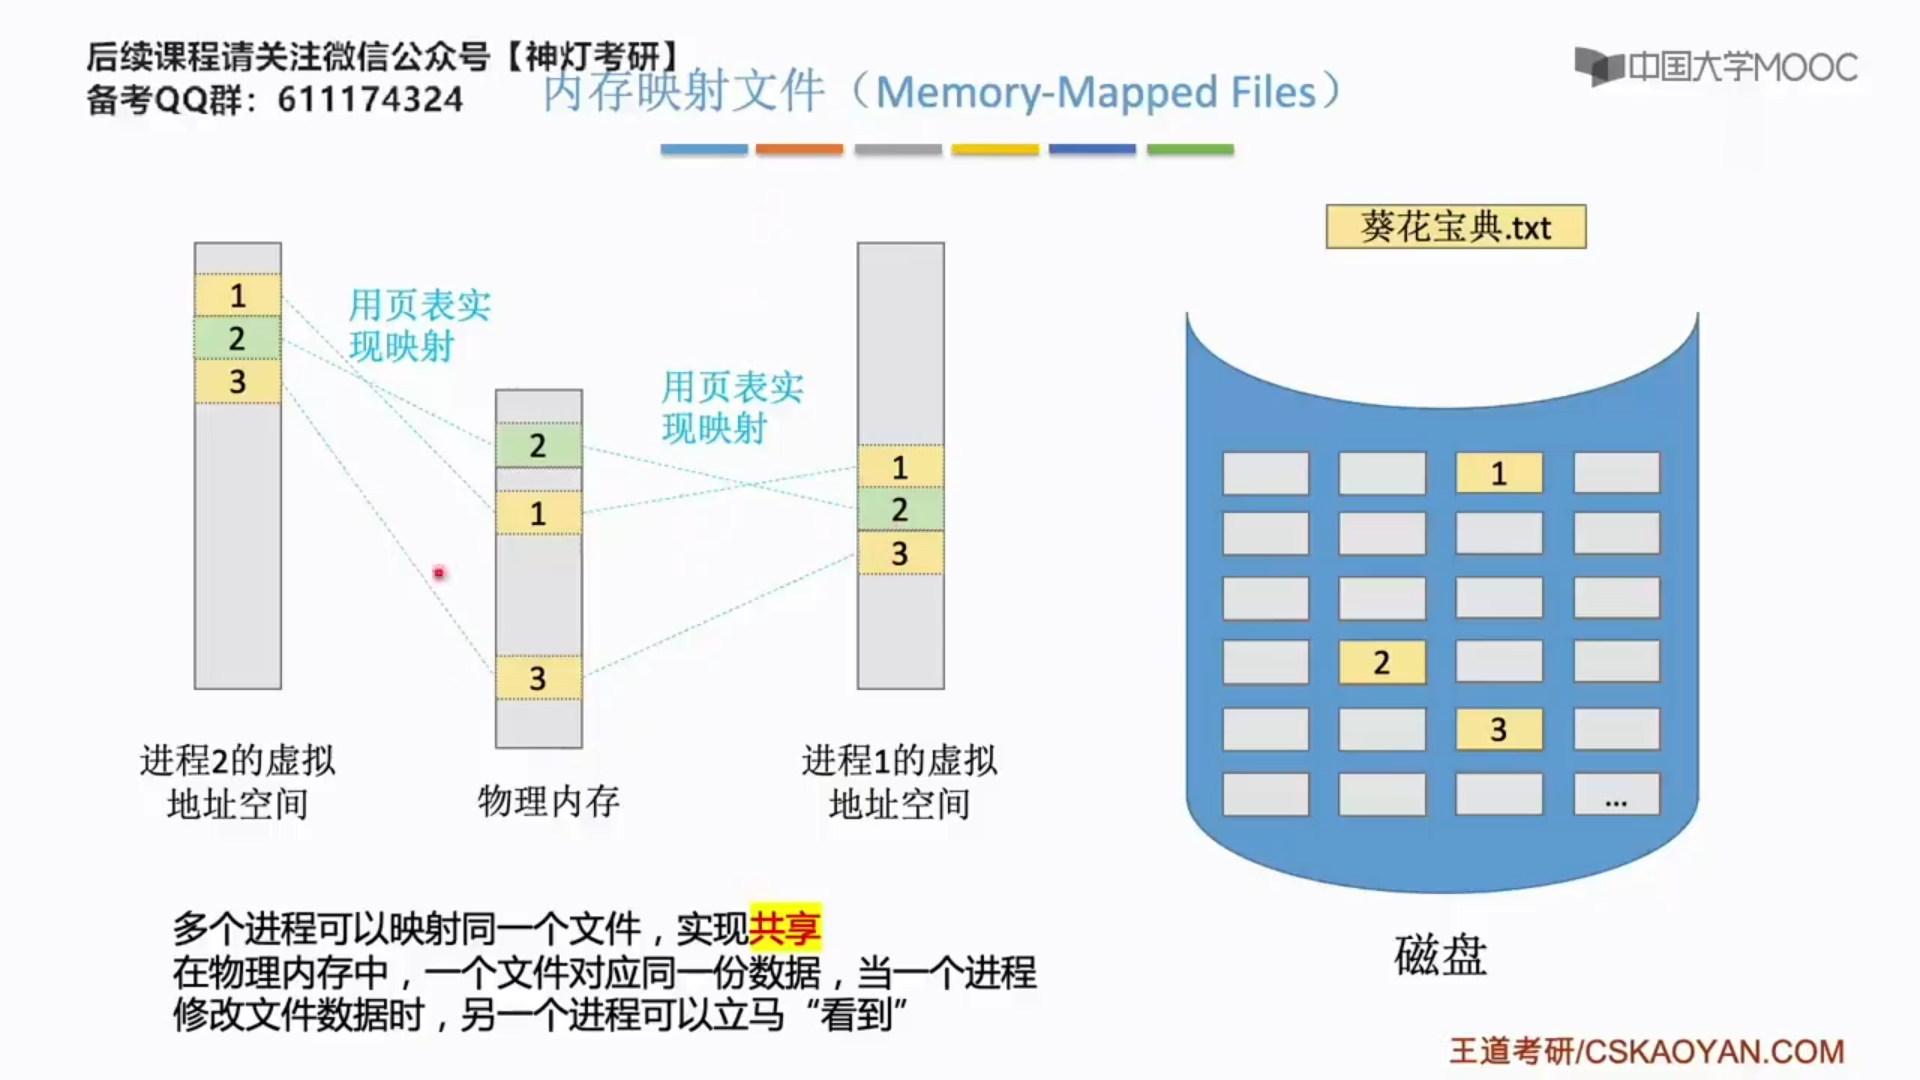 后续课程请关注微信公众号【神灯考研】
备考QQ群：611174324
内存映射文件（Memory-Mapped Files）
中国大学MOOC
葵花宝典.txt
1
2
3
用页表实
现映射
2
1
3
用页表实
现映射
1
2
3
1
2
3
...
进程2的虚拟
地址空间
物理内存
进程1的虚拟
地址空间
磁盘
多个进程可以映射同一个文件，实现共享
在物理内存中，一个文件对应同一份数据，当一个进程
修改文件数据时，另一个进程可以立马“看到”
王道考研/CSKAOYAN.COM